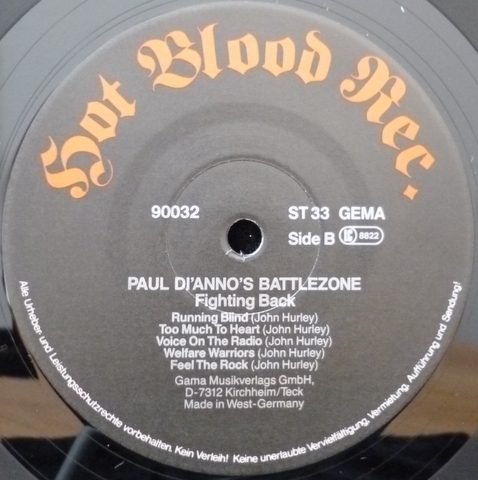 Hot Blood Rec.
90032
ST 33 GEMA
Side B LC 8822
PAUL DI'ANNO'S BATTLEZONE
Fighting Back
Running Blind (John Hurley)
Too Much To Heart (John Hurley)
Voice On The Radio (John Hurley)
Welfare Warriors (John Hurley)
Feel The Rock (John Hurley)
Gama Musikverlags GmbH,
D-7312 Kirchheim/Teck
Made in West-Germany
Alle Urheber- und Leistungsschutzrechte vorbehalten. Kein Verleih! Keine unerlaubte Vervielfältigung, Vermietung, Aufführung und Sendung!